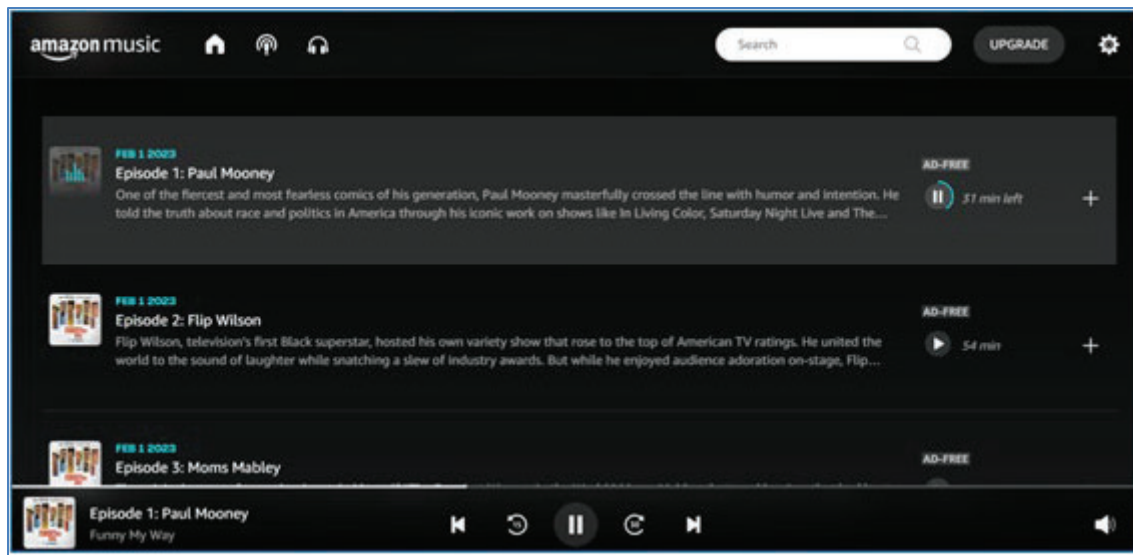 amazon music
Search
UPGRADE
FEB 1 2023
Episode 1: Paul Mooney
One of the fiercest and most fearless comics of his generation, Paul Mooney masterfully crossed the line with humor and intention. He
told the truth about race and politics in America through his iconic work on shows like In Living Color, Saturday Night Live and The...
AD-FREE
51 min left
FEB 1 2023
Episode 2: Flip Wilson
Flip Wilson, television's first Black superstar, hosted his own variety show that rose to the top of American TV ratings. He united the
world to the sound of laughter while snatching a slew of industry awards. But while he enjoyed audience adoration on-stage, Flip...
AD-FREE
54 min
FEB 1 2023
Episode 3: Moms Mabley
AD-FREE
Episode 1: Paul Mooney
Funny My Way
15